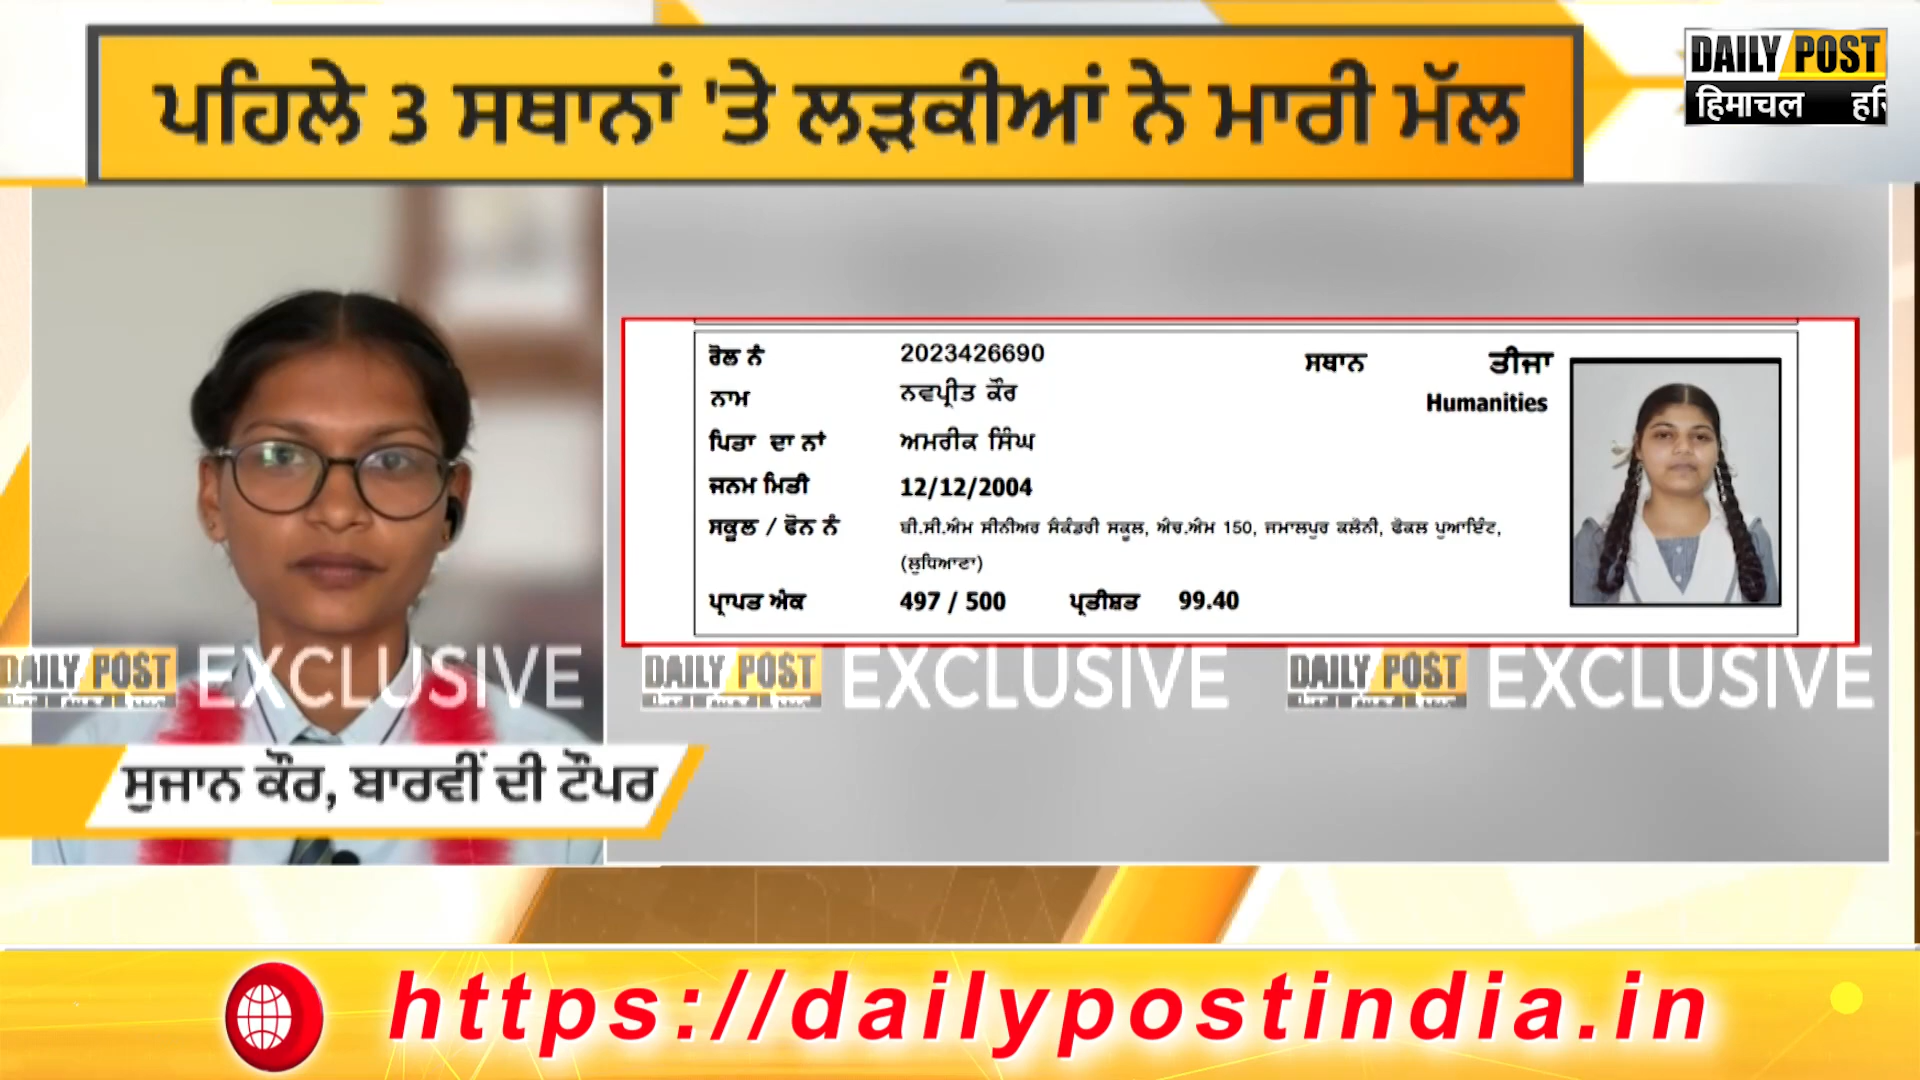 ਪਹਿਲੇ 3 ਸਥਾਨਾਂ 'ਤੇ ਲੜਕੀਆਂ ਨੇ ਮਾਰੀ ਮੱਲ
DAILY POST
हिमाचल
ਰੋਲ ਨੰ 2023426690 ਸਥਾਨ ਤੀਜਾ
ਨਾਮ ਨਵਪ੍ਰੀਤ ਕੌਰ Humanities
ਪਿਤਾ ਦਾ ਨਾਂ ਅਮਰੀਕ ਸਿੰਘ
ਜਨਮ ਮਿਤੀ 12/12/2004
ਸਕੂਲ / ਫੋਨ ਨੰ ਬੀ.ਸੀ.ਐਮ ਸੀਨੀਅਰ ਸੈਕੰਡਰੀ ਸਕੂਲ, ਐਚ.ਐਮ 150, ਜਮਾਲਪੁਰ ਕਲੋਨੀ, ਫੋਕਲ ਪੁਆਇੰਟ,
(ਲੁਧਿਆਣਾ)
ਪ੍ਰਾਪਤ ਅੰਕ 497 / 500 ਪ੍ਰਤੀਸ਼ਤ 99.40
DAILY POST EXCLUSIVE
DAILY POST EXCLUSIVE
DAILY POST EXCLUSIVE
ਸੁਜਾਨ ਕੌਰ, ਬਾਰਵੀਂ ਦੀ ਟੌਪਰ
https://dailypostindia.in